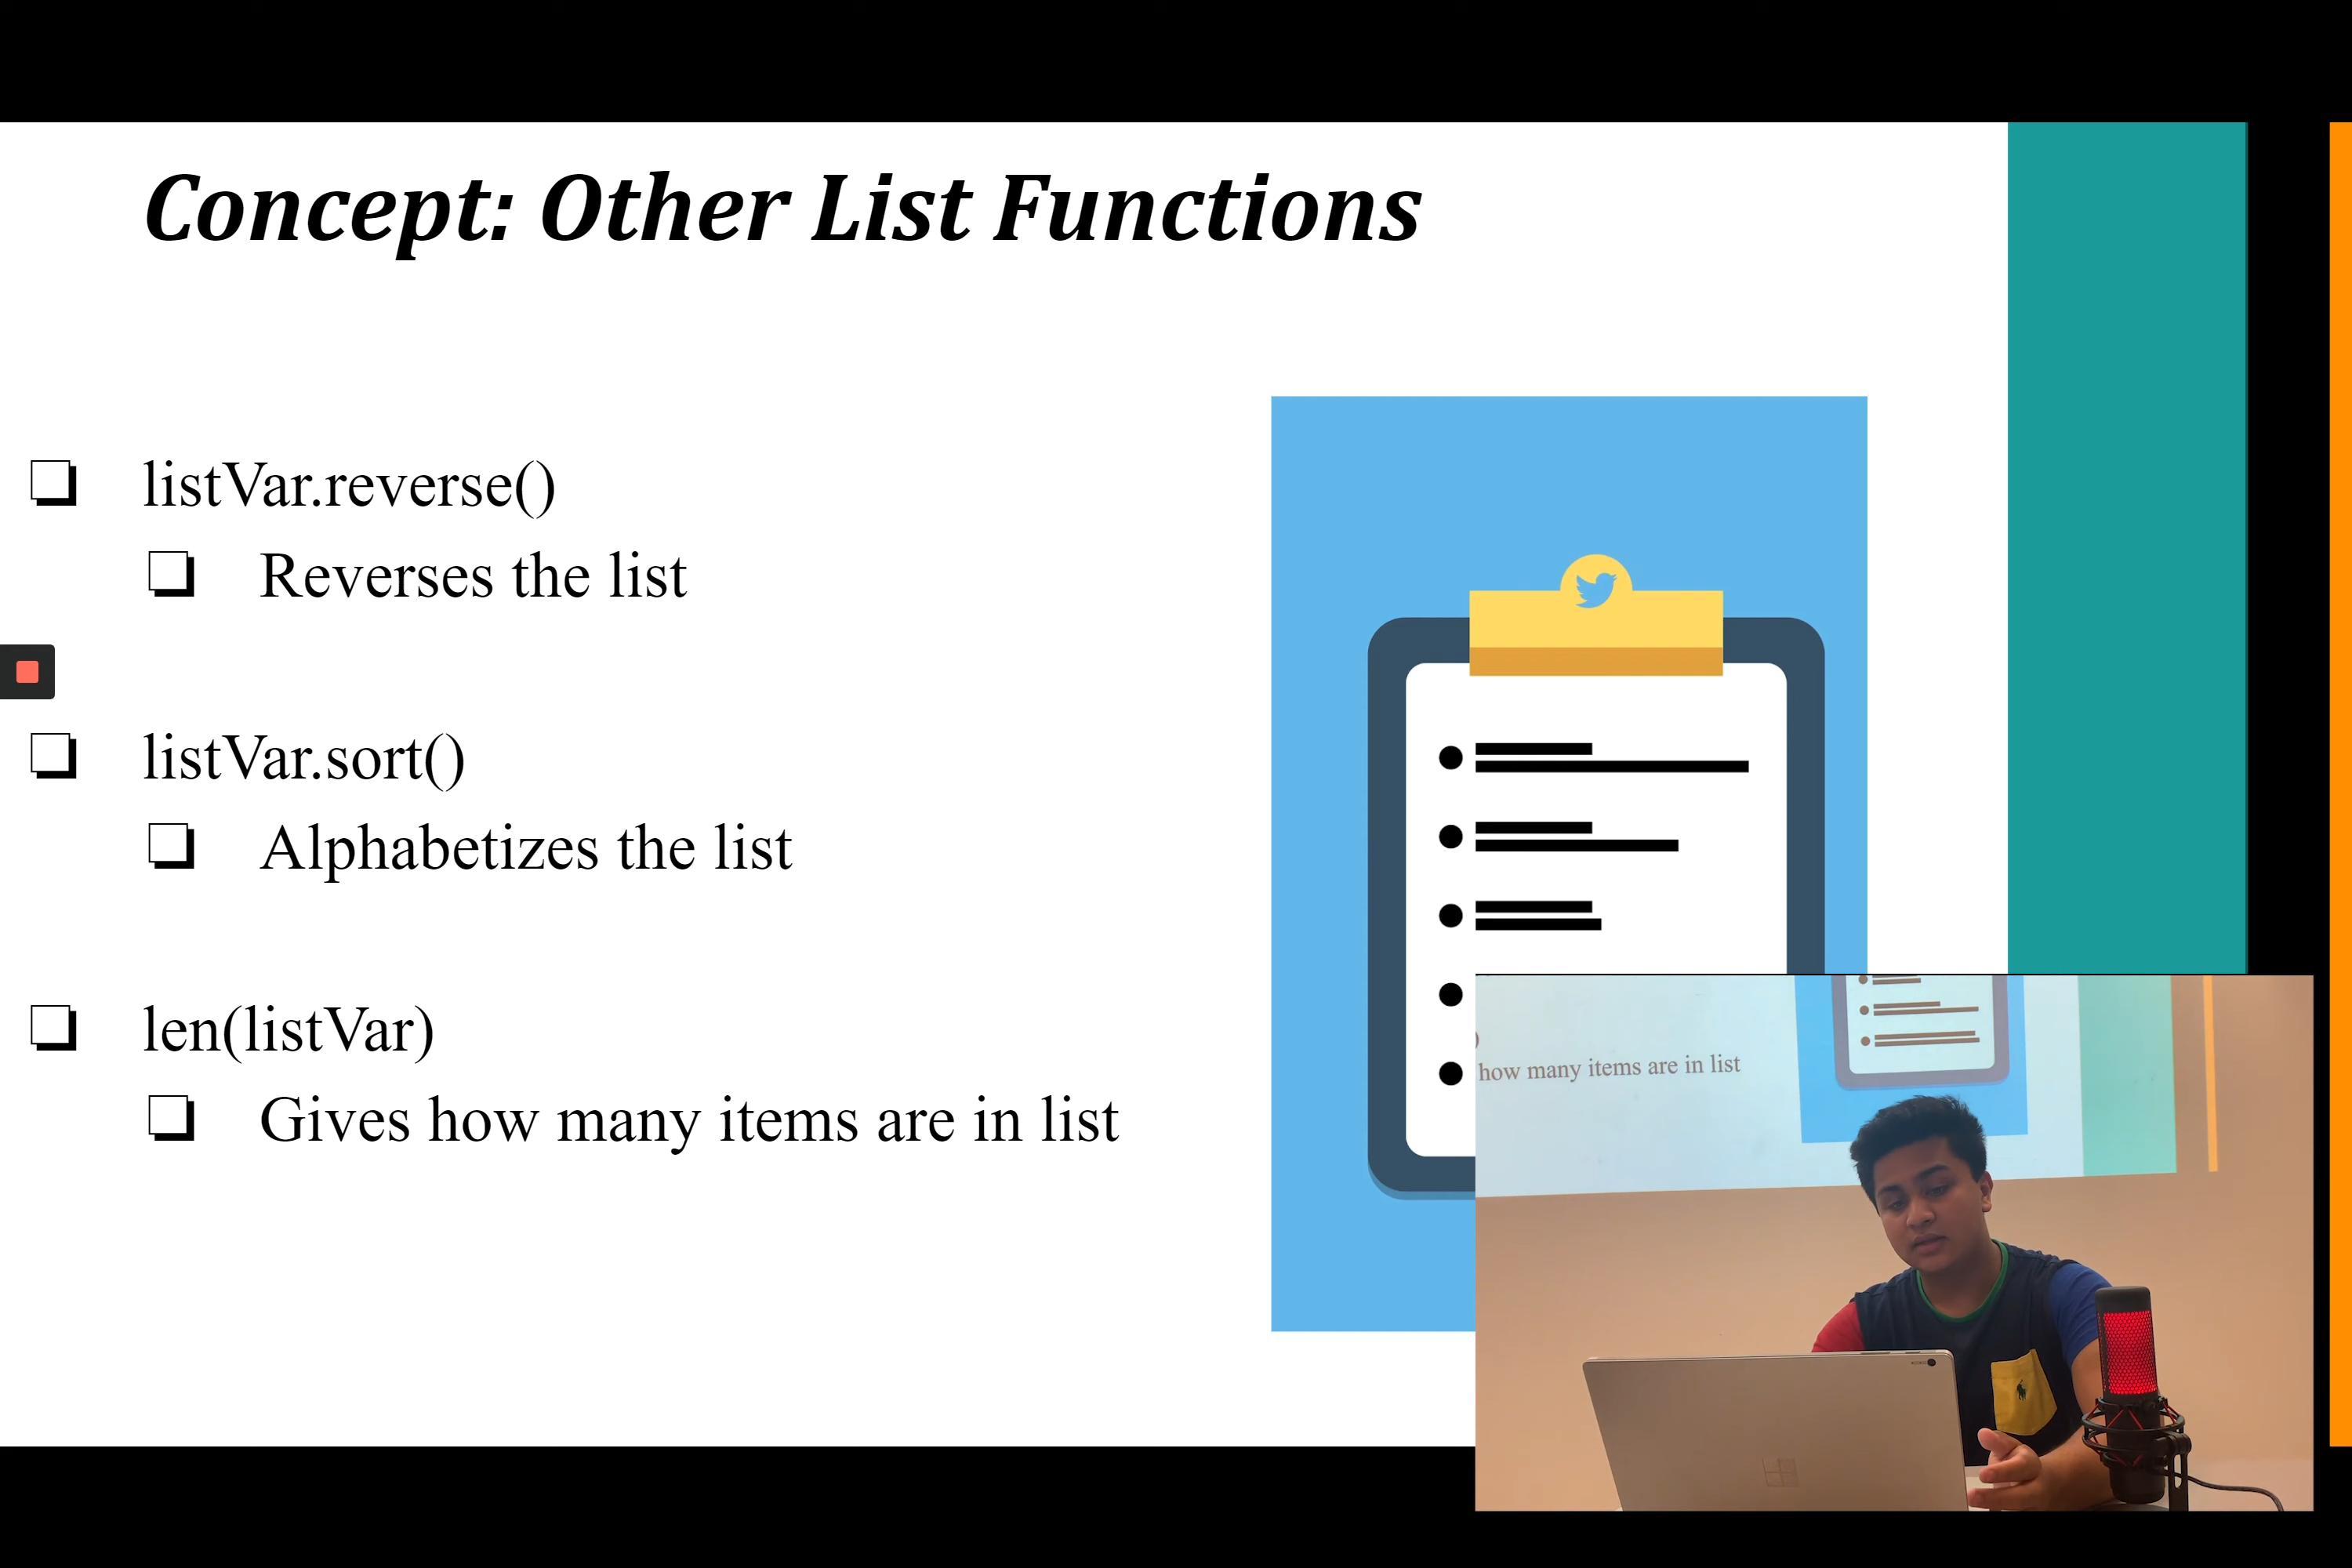 Concept: Other List Functions
listVar.reverse()
Reverses the list
listVar.sort()
Alphabetizes the list
len(listVar)
Gives how many items are in list
)
how many items are in list